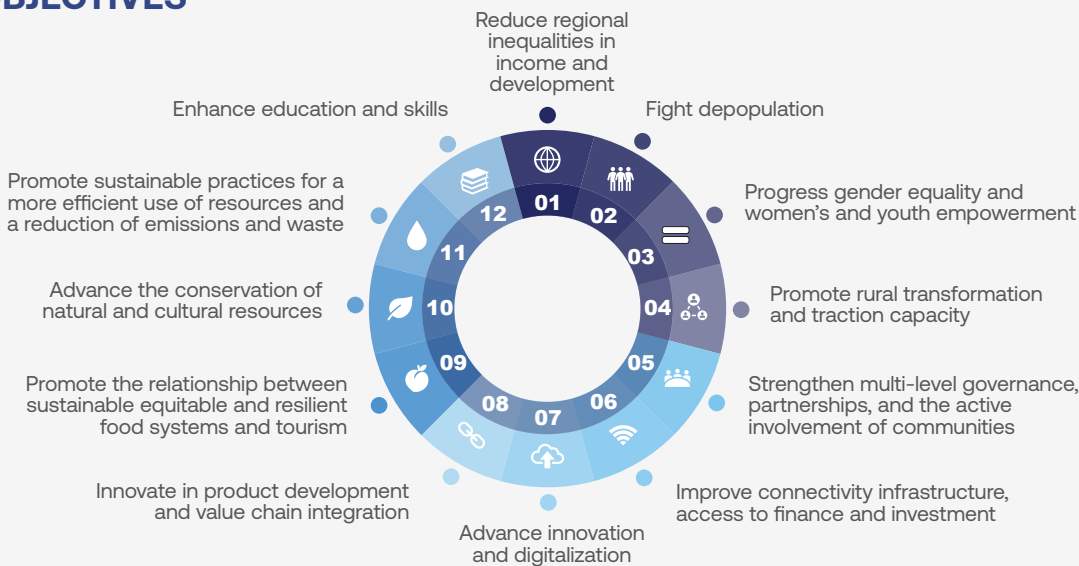 Reduce regional
inequalities in
income and
development
Fight depopulation
Progress gender equality and
women's and youth empowerment
Promote rural transformation
and traction capacity
Strengthen multi-level governance,
partnerships, and the active
involvement of communities
Improve connectivity infrastructure,
access to finance and investment
Advance innovation
and digitalization
Innovate in product development
and value chain integration
Promote the relationship between
sustainable equitable and resilient
food systems and tourism
Advance the conservation of
natural and cultural resources
Promote sustainable practices for a
more efficient use of resources and
a reduction of emissions and waste
Enhance education and skills
01
02
03
04
05
06
07
08
09
10
11
12